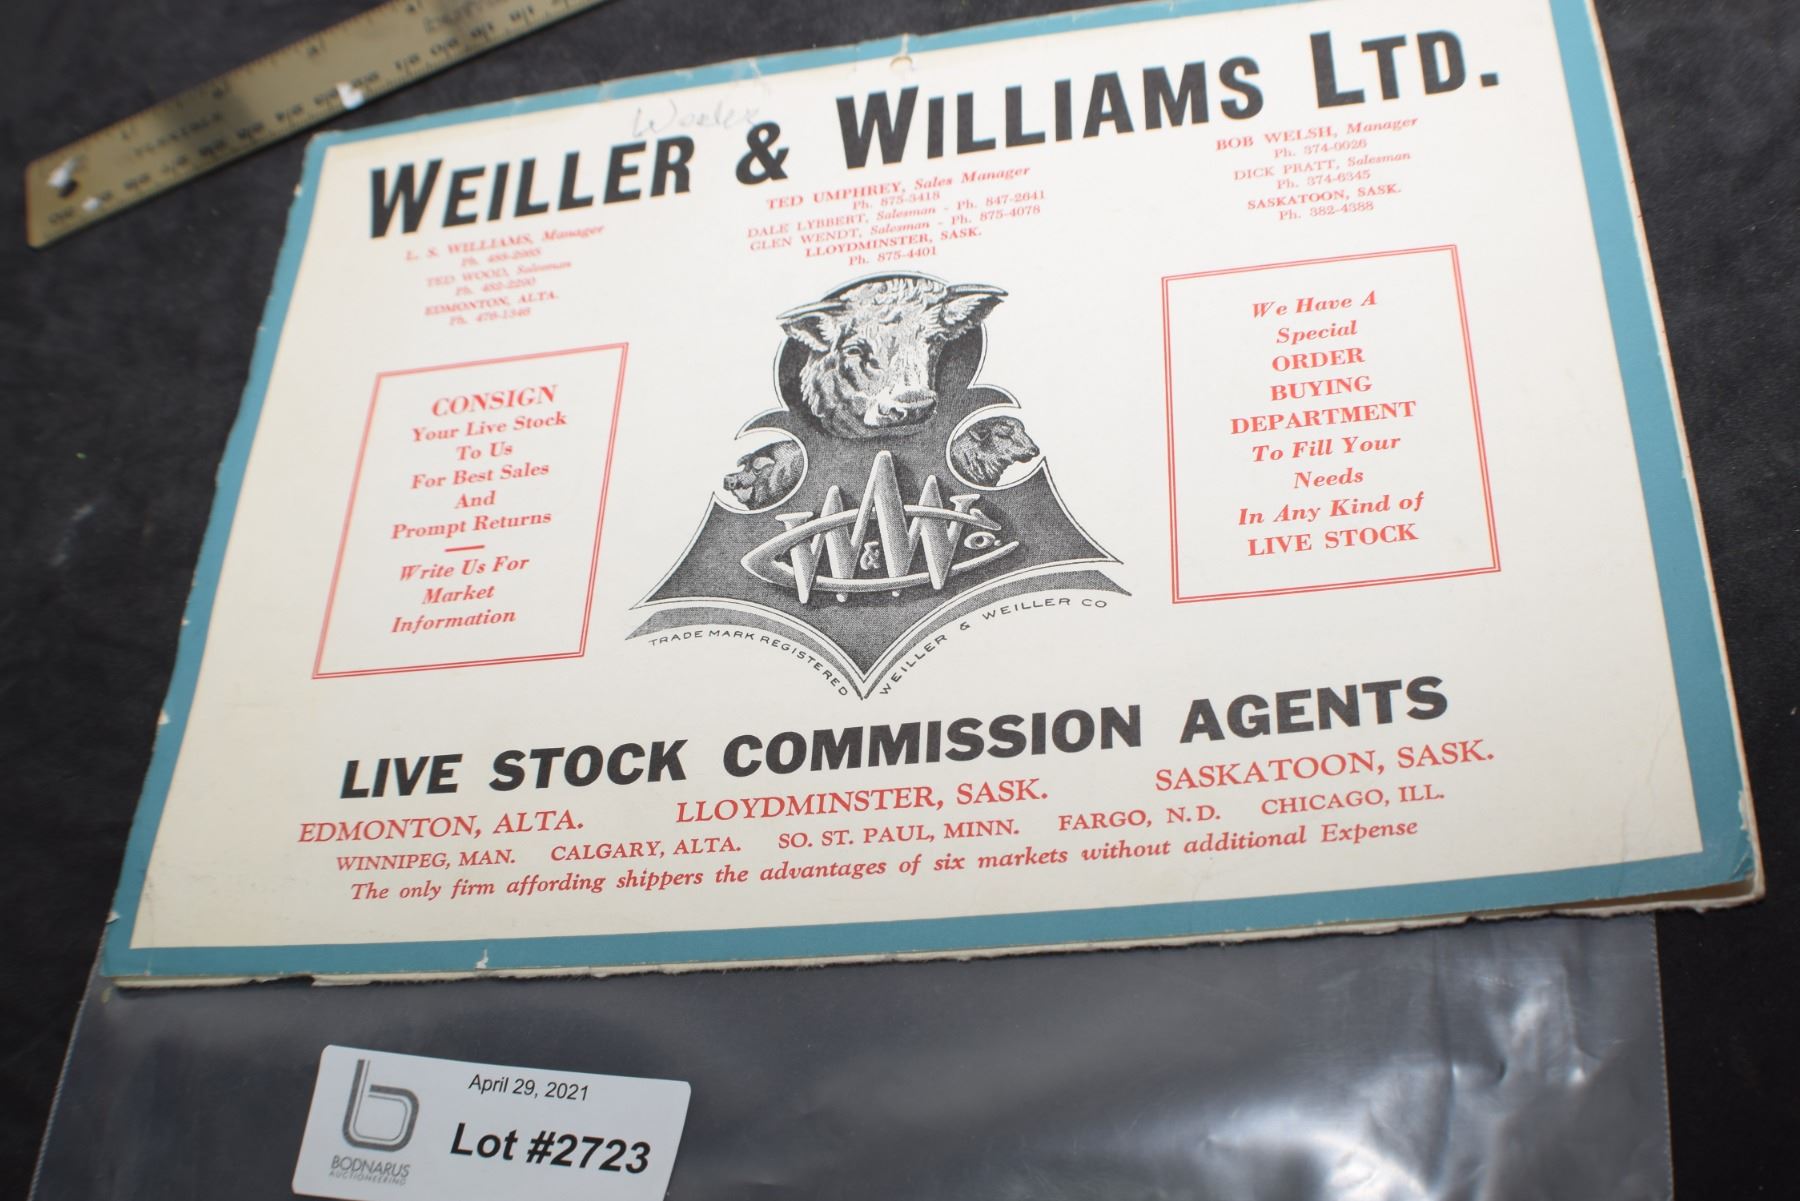 WEILLER & WILLIAMS LTD.
L. S. WILLIAMS, Manager
TED WOOD, Salesman
EDMONTON, ALTA.
Ph. 476-1346
TED UMPHREY, Sales Manager
Ph. 875-3418
DALE LYBBERT, Salesman - Ph. 847-2641
GLEN WENDT, Salesman - Ph. 875-4078
LLOYDMINSTER, SASK.
Ph. 875-4401
BOB WELSH, Manager
Ph. 374-0026
DICK PRATT, Salesman
Ph. 374-6345
SASKATOON, SASK.
Ph. 382-4388
CONSIGN
Your Live Stock
To Us
For Best Sales
And
Prompt Returns
Write Us For
Market
Information
W & W Co.
TRADE MARK REGISTERED
WEILLER & WEILLER CO
We Have A
Special
ORDER
BUYING
DEPARTMENT
To Fill Your
Needs
In Any Kind of
LIVE STOCK
LIVE STOCK COMMISSION AGENTS
EDMONTON, ALTA. LLOYDMINSTER, SASK. SASKATOON, SASK.
WINNIPEG, MAN. CALGARY, ALTA. SO. ST. PAUL, MINN. FARGO, N.D. CHICAGO, ILL.
The only firm affording shippers the advantages of six markets without additional Expense
April 29, 2021
Lot #2723
BODNARUS
AUCTIONEERING